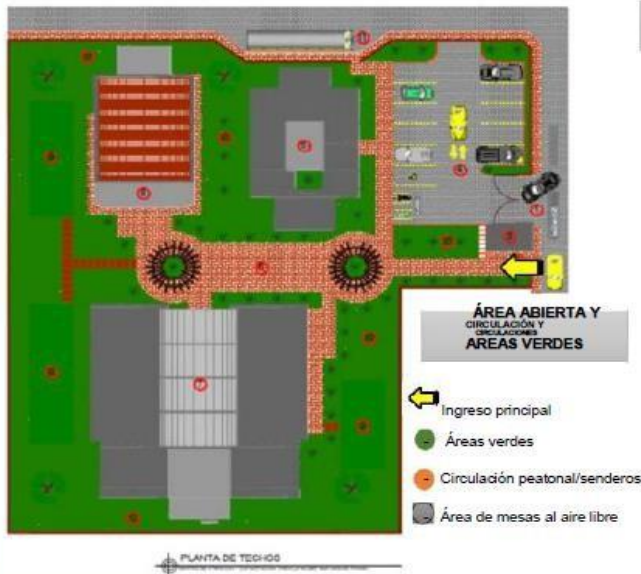 ÁREA ABIERTA Y
CIRCULACIÓN Y
CIRCULACIONES
AREAS VERDES
Ingreso principal
Áreas verdes
Circulación peatonal/senderos
Área de mesas al aire libre
PLANTA DE TECHOS